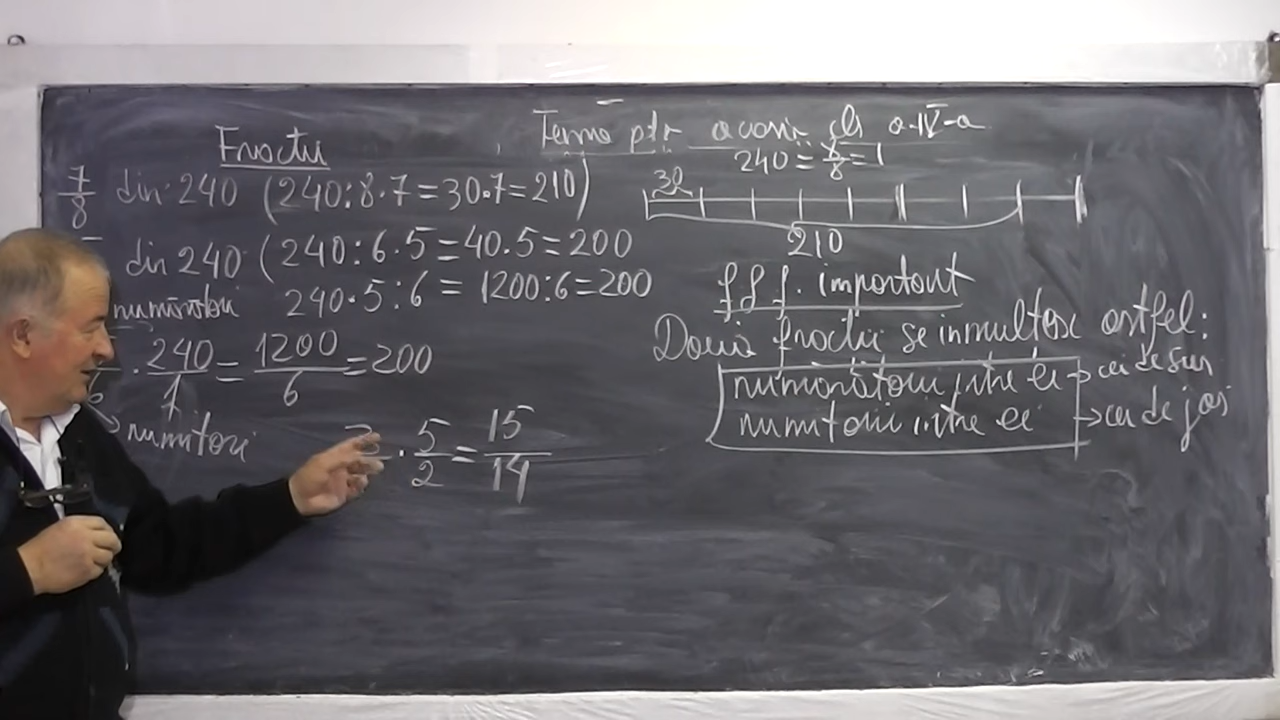 Tema ptr acasă cls a-IV-a
Fracții
7/8 din 240 (240:8·7=30·7=210)
din 240 (240:6·5=40·5=200
240·5:6 = 1200:6=200
numărători
6 · 240/1 = 1200/6 = 200
numitori
3 · 5/2 = 15/14
240 = 8/8 = 1
30
210
f f f. important
Două fracții se înmulțesc astfel:
numărătorii între ei → cei de sus
numitorii între ei → cei de jos